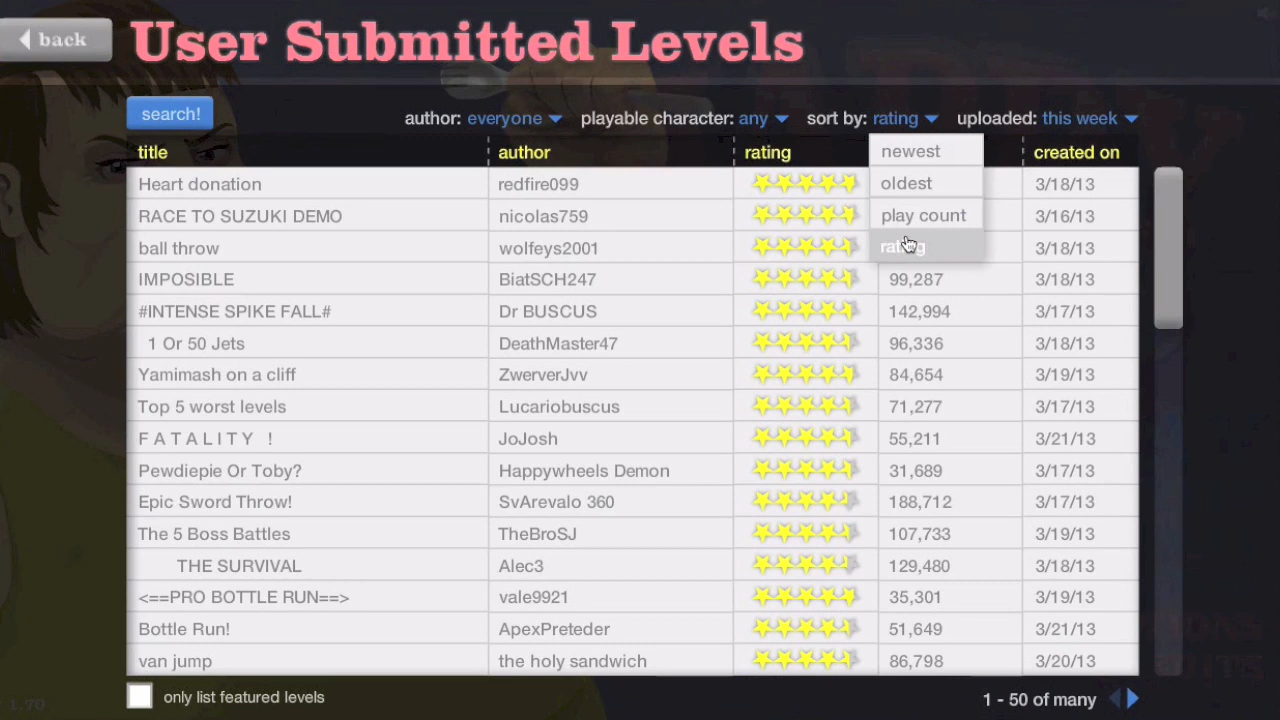 back
User Submitted Levels
search!
author: everyone playable character: any sort by: rating uploaded: this week
title author rating newest created on
Heart donation redfire099 oldest 3/18/13
RACE TO SUZUKI DEMO nicolas759 play count 3/16/13
ball throw wolfeys2001 rating 3/18/13
IMPOSIBLE BiatSCH247 99,287 3/18/13
#INTENSE SPIKE FALL# Dr BUSCUS 142,994 3/17/13
1 Or 50 Jets DeathMaster47 96,336 3/18/13
Yamimash on a cliff ZwerverJvv 84,654 3/19/13
Top 5 worst levels Lucariobuscus 71,277 3/17/13
F A T A L I T Y ! JoJosh 55,211 3/21/13
Pewdiepie Or Toby? Happywheels Demon 31,689 3/17/13
Epic Sword Throw! SvArevalo 360 188,712 3/17/13
The 5 Boss Battles TheBroSJ 107,733 3/19/13
THE SURVIVAL Alec3 129,480 3/18/13
<==PRO BOTTLE RUN==> vale9921 35,301 3/19/13
Bottle Run! ApexPreteder 51,649 3/21/13
van jump the holy sandwich 86,798 3/20/13
only list featured levels 1 - 50 of many
1.70